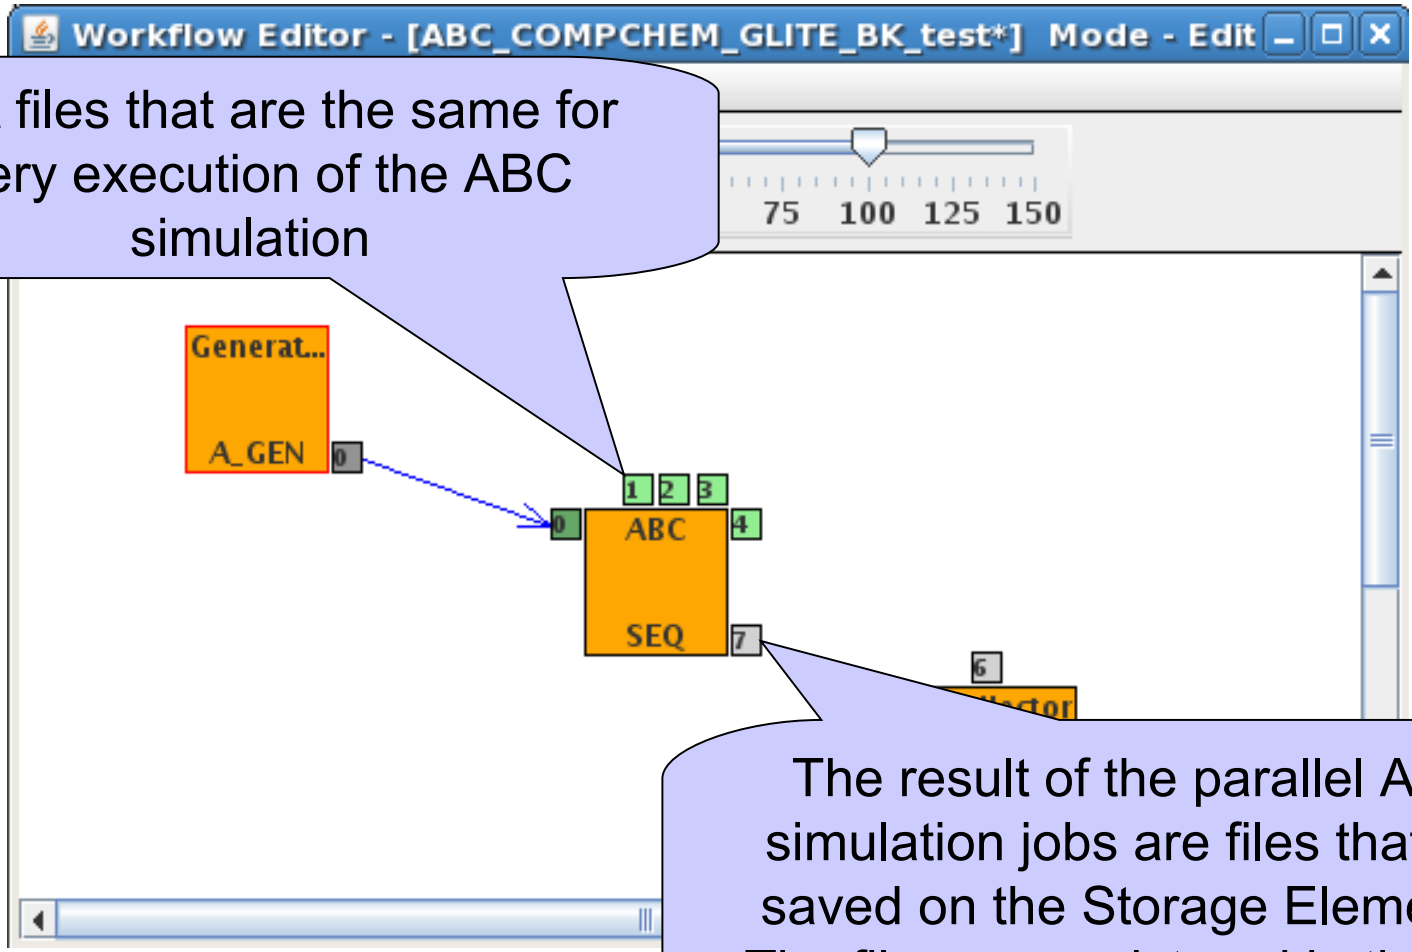 Workflow Editor - [ABC_COMPCHEM_GLITE_BK_test*] Mode - Edit
files that are the same for
ery execution of the ABC
simulation
75 100 125 150
Generat...
A_GEN
0
1 2 3
0
ABC
4
SEQ
7
6
ctor
The result of the parallel A
simulation jobs are files that
saved on the Storage Eleme